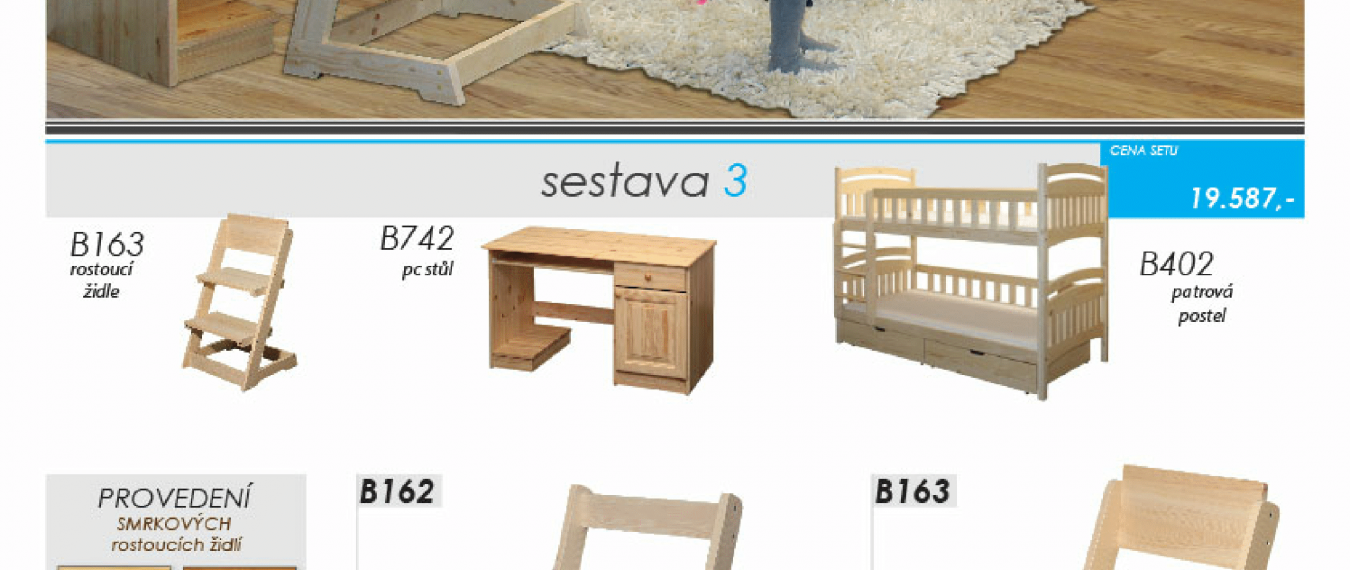 CENA SETU
sestava 3
19.587,-
B163
rostoucí
židle
B742
pc stůl
B402
patrová
postel
PROVEDENÍ
SMRKOVÝCH
rostoucích židlí
B162
B163